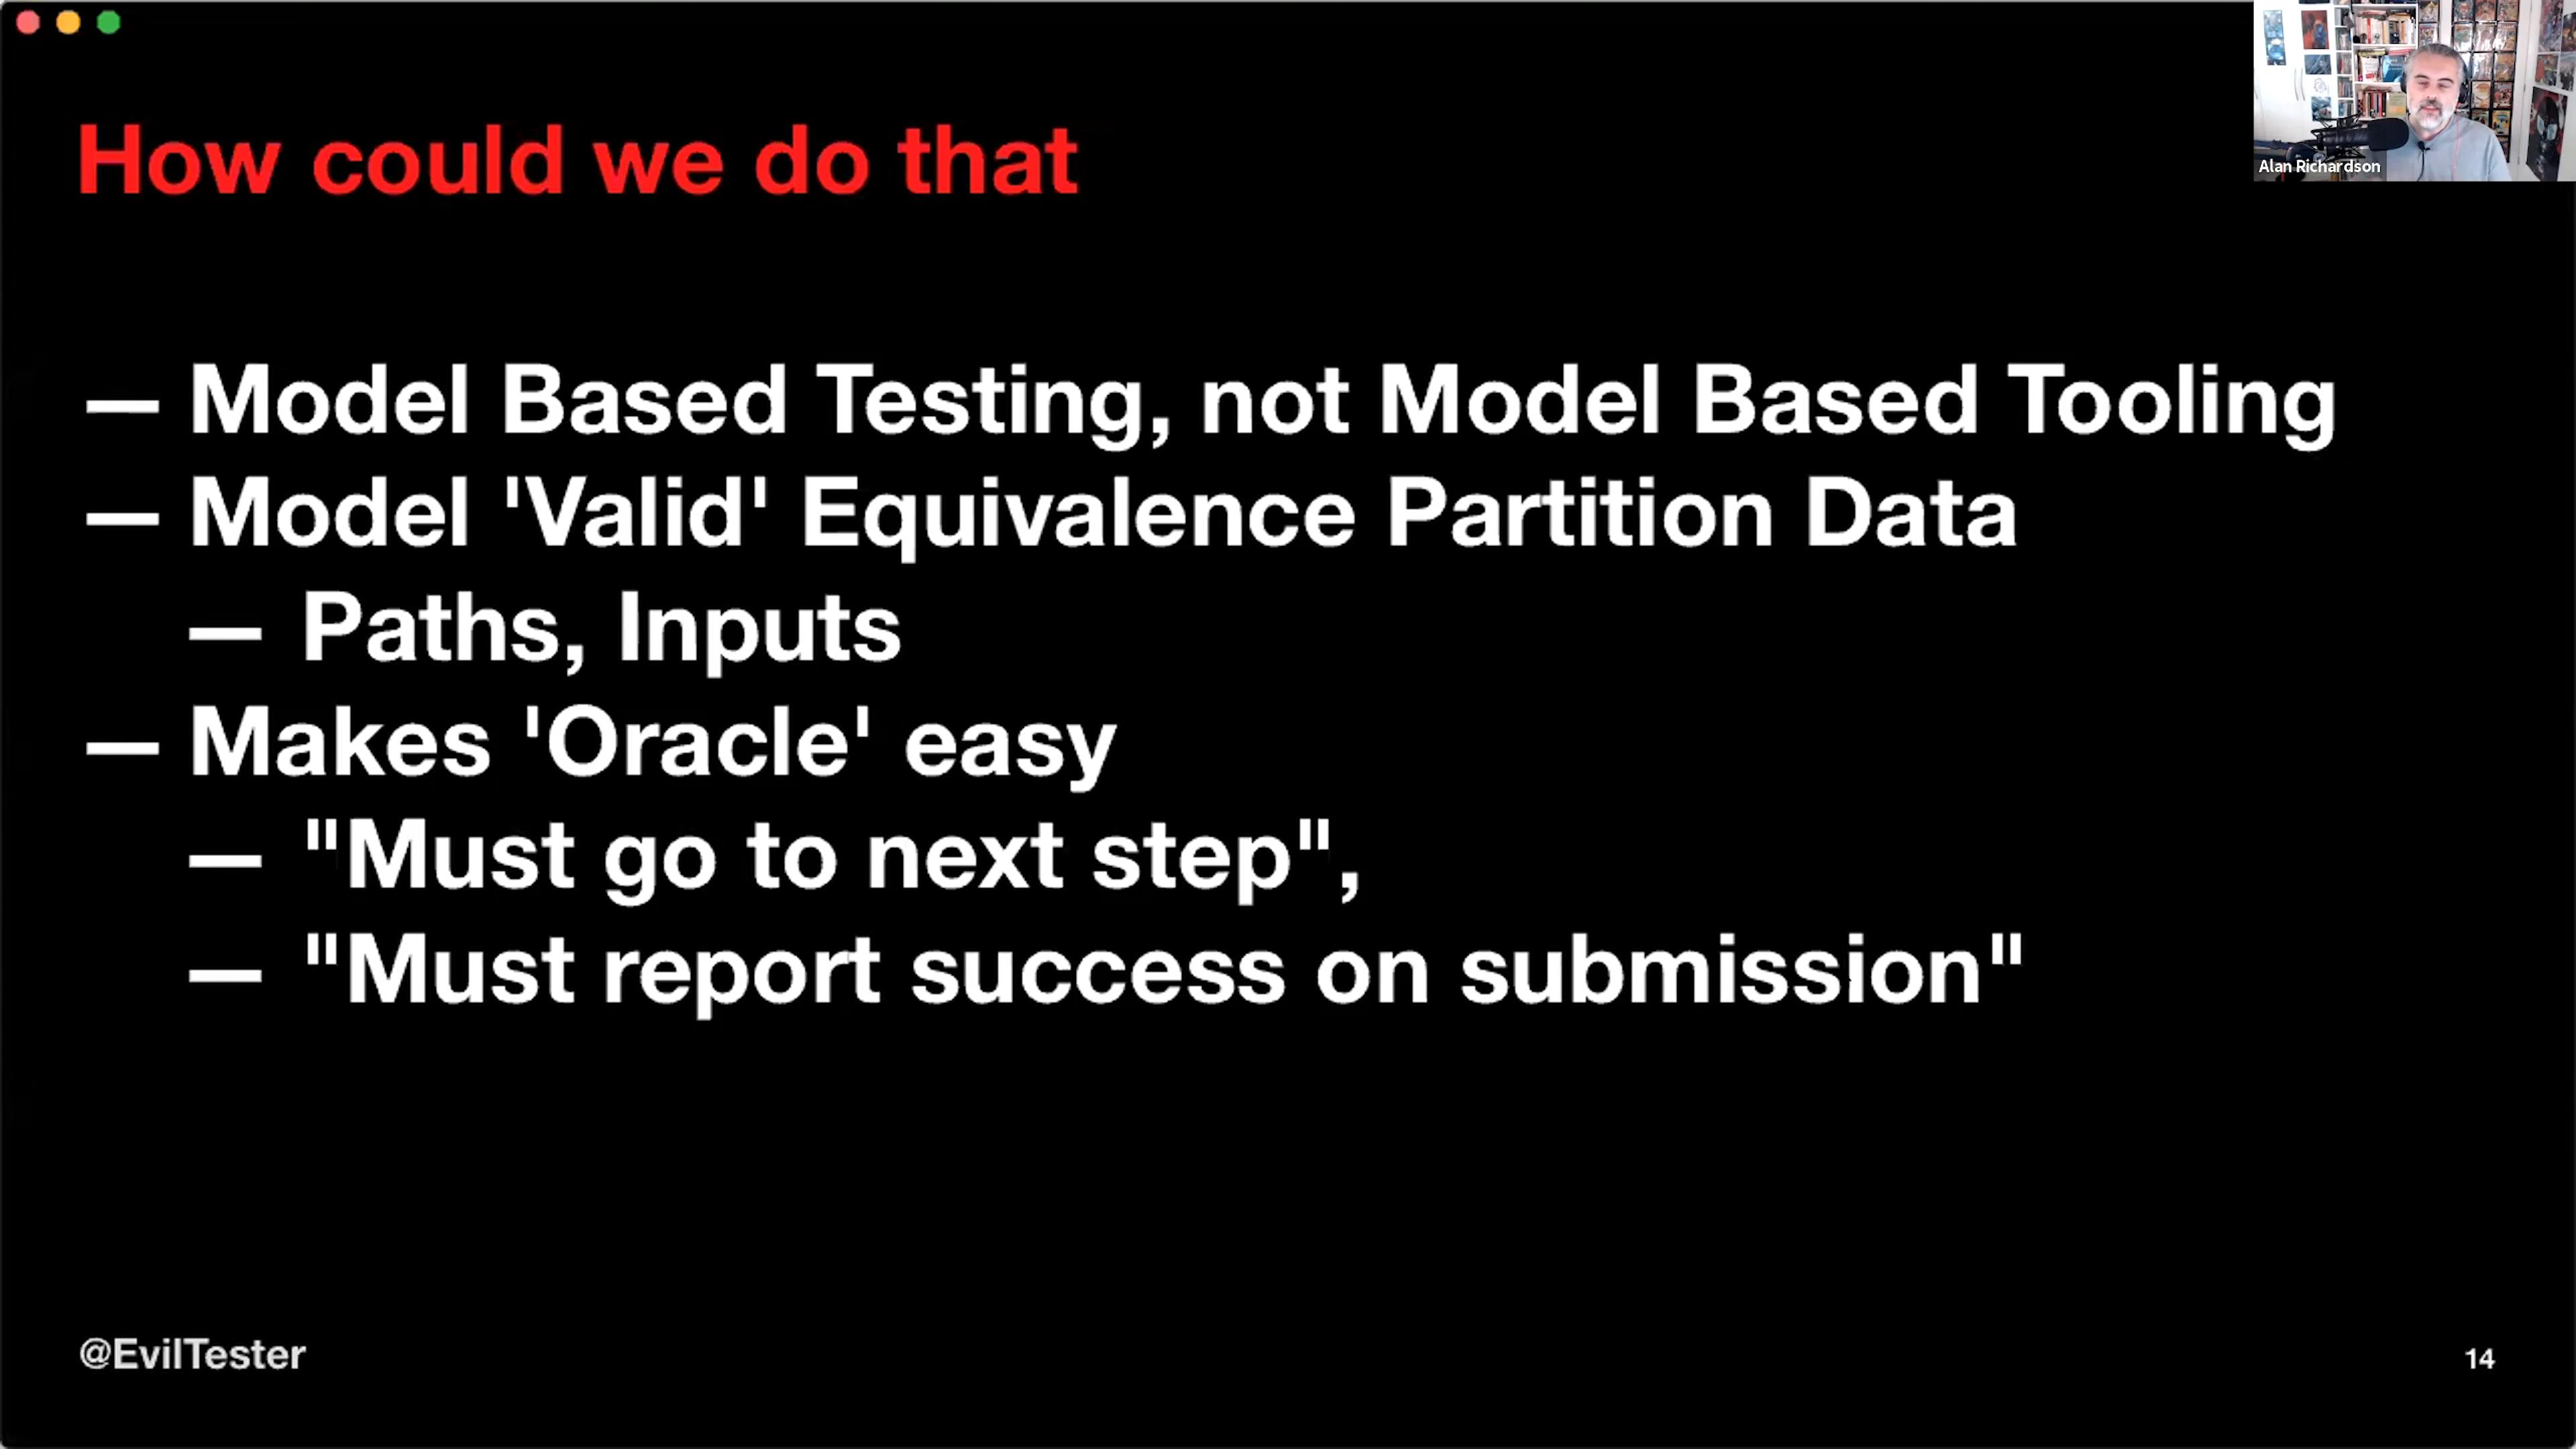 How could we do that
— Model Based Testing, not Model Based Tooling
— Model 'Valid' Equivalence Partition Data
— Paths, Inputs
— Makes 'Oracle' easy
— "Must go to next step",
— "Must report success on submission"
@EvilTester
14
Alan Richardson